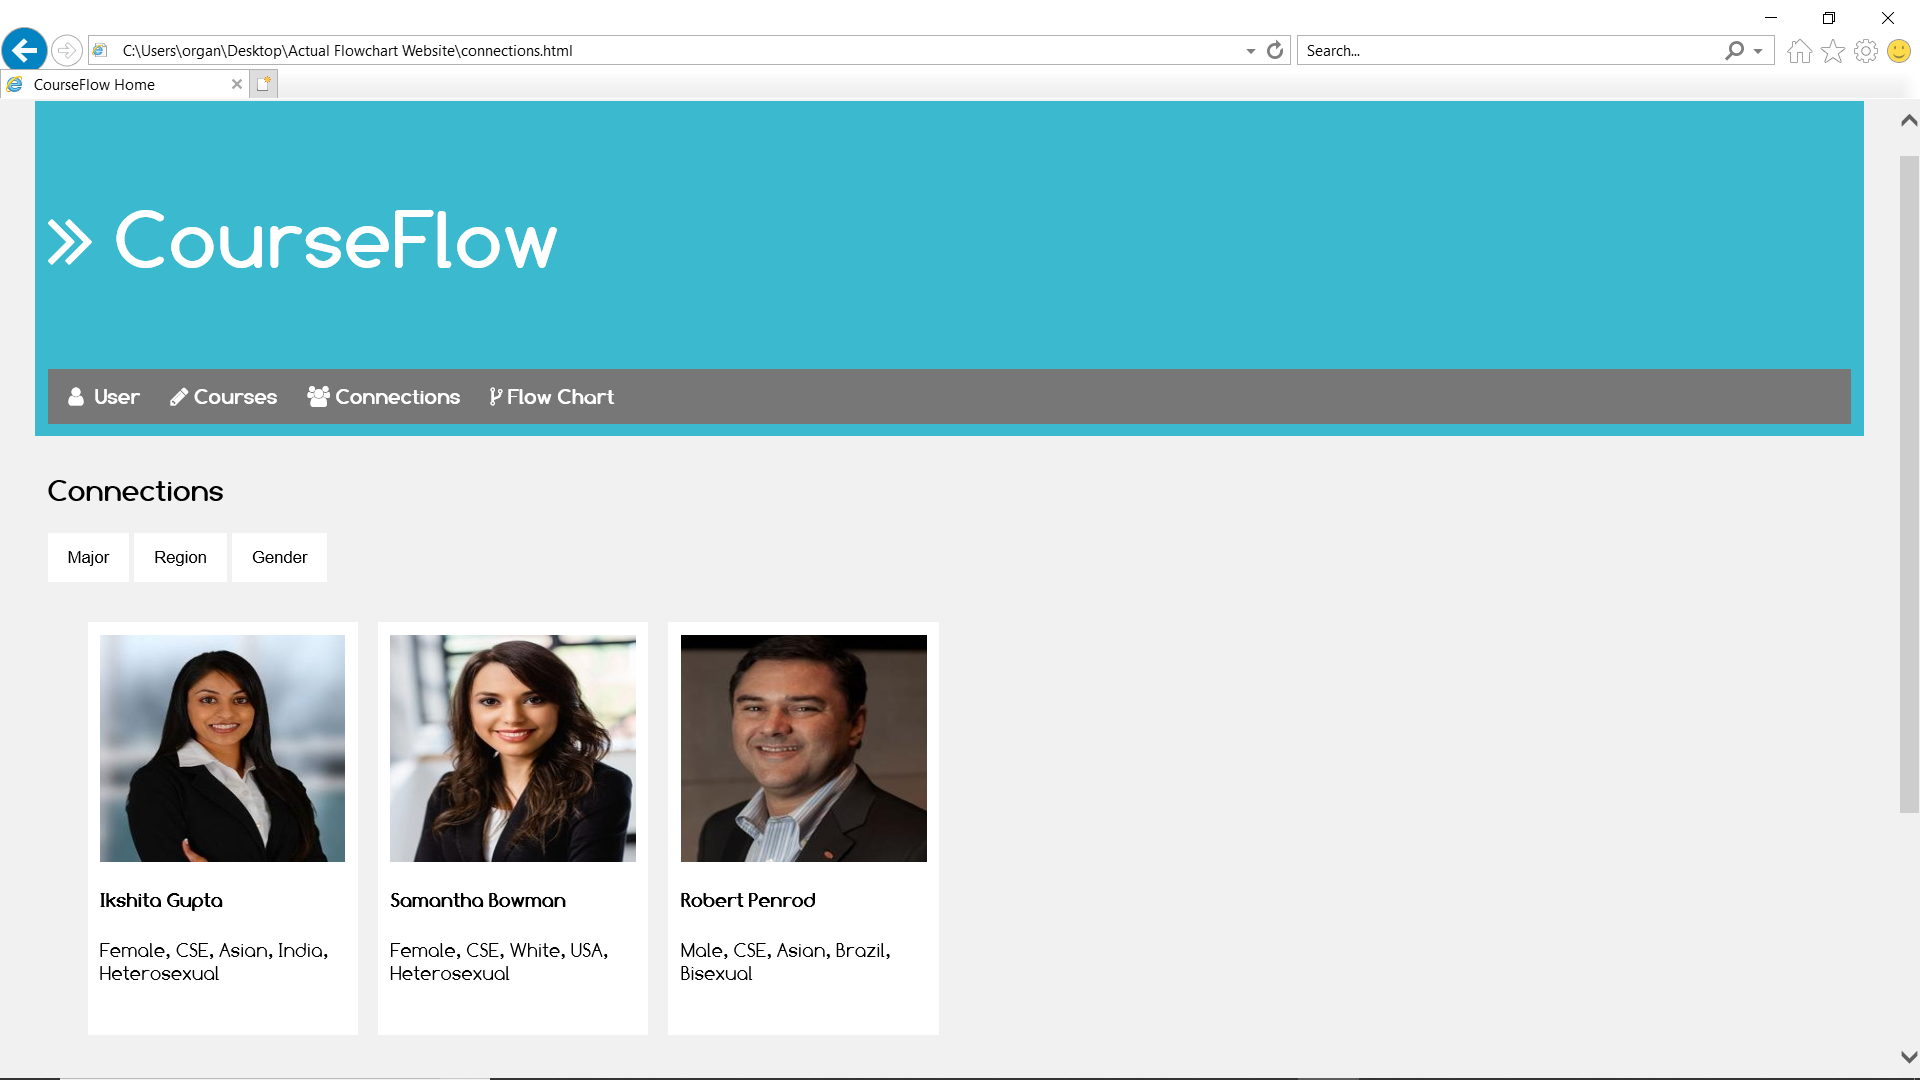 C:\Users\organ\Desktop\Actual Flowchart Website\connections.html
Search...
CourseFlow Home
» CourseFlow
User Courses Connections Flow Chart
Connections
Major Region Gender
Ikshita Gupta
Female, CSE, Asian, India,
Heterosexual
Samantha Bowman
Female, CSE, White, USA,
Heterosexual
Robert Penrod
Male, CSE, Asian, Brazil,
Bisexual